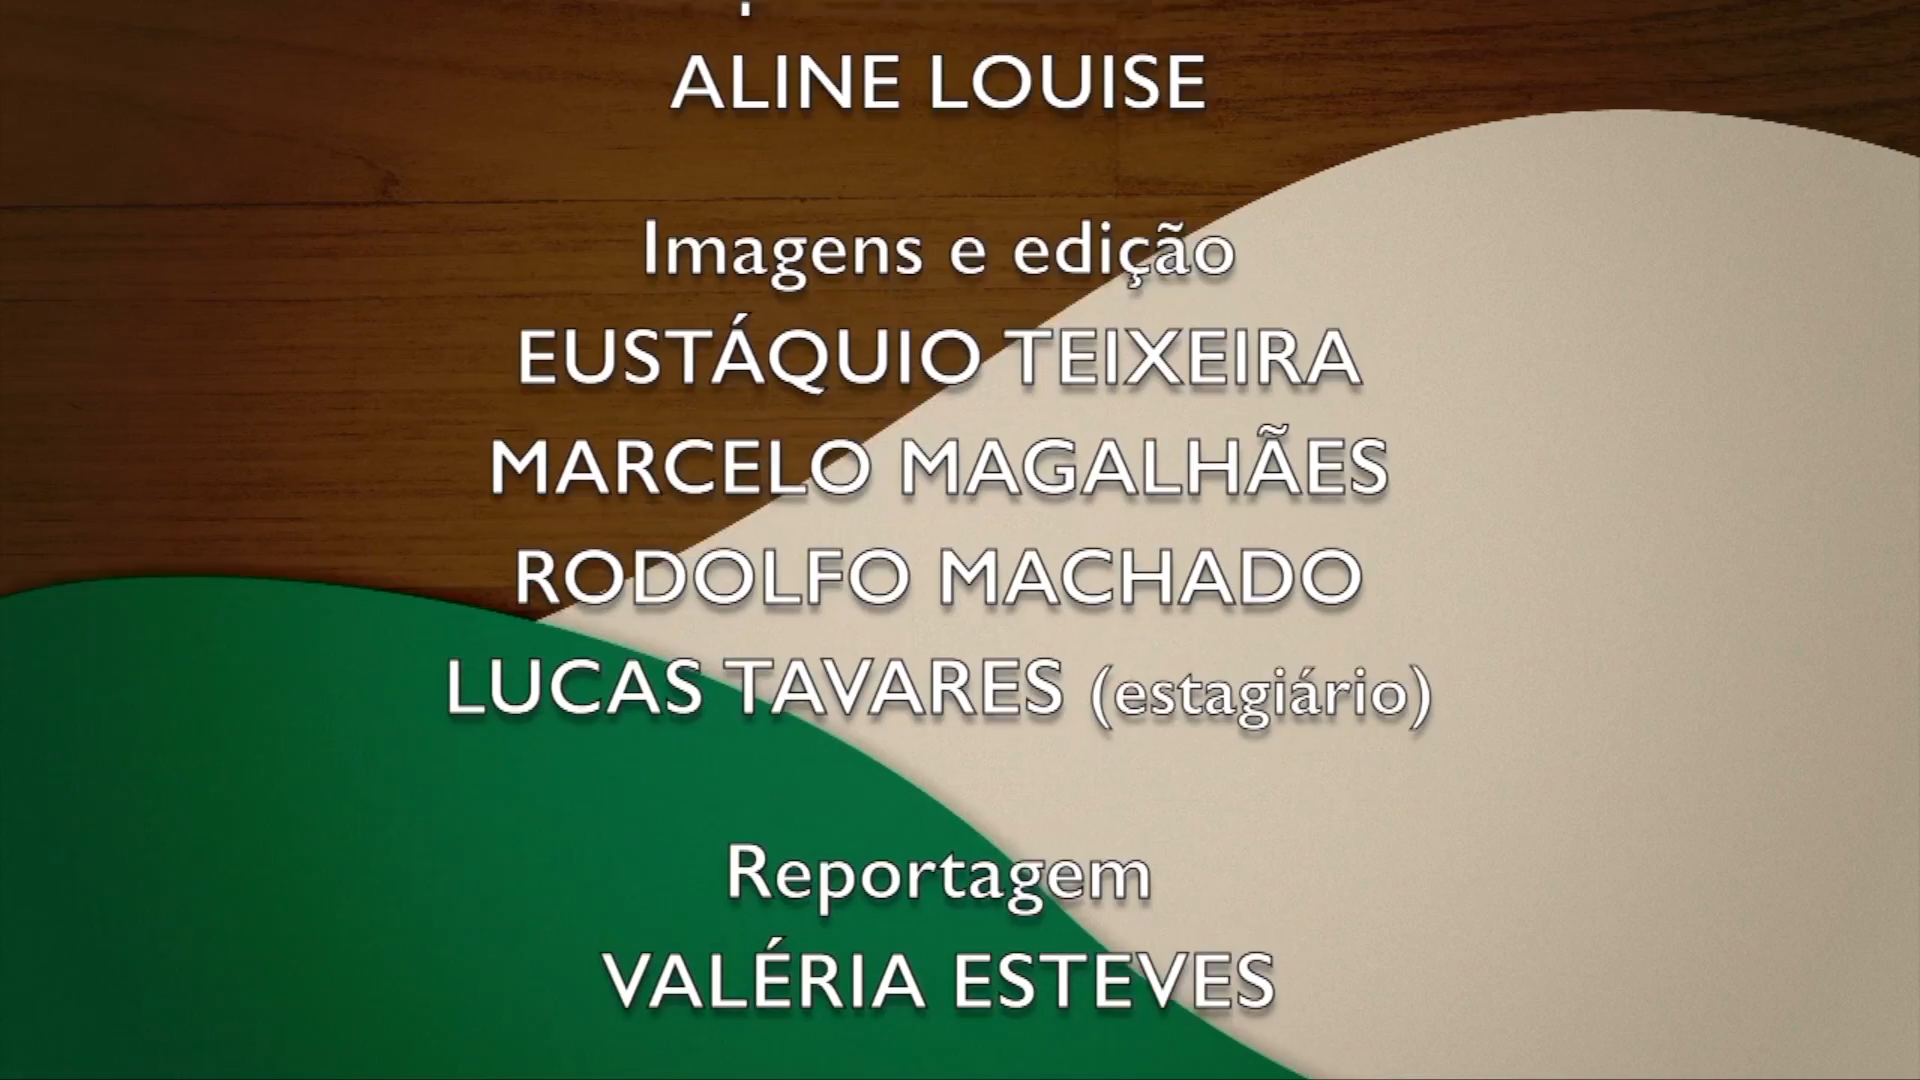 ALINE LOUISE
Imagens e edição
EUSTÁQUIO TEIXEIRA
MARCELO MAGALHÃES
RODOLFO MACHADO
LUCAS TAVARES (estagiário)
Reportagem
VALÉRIA ESTEVES